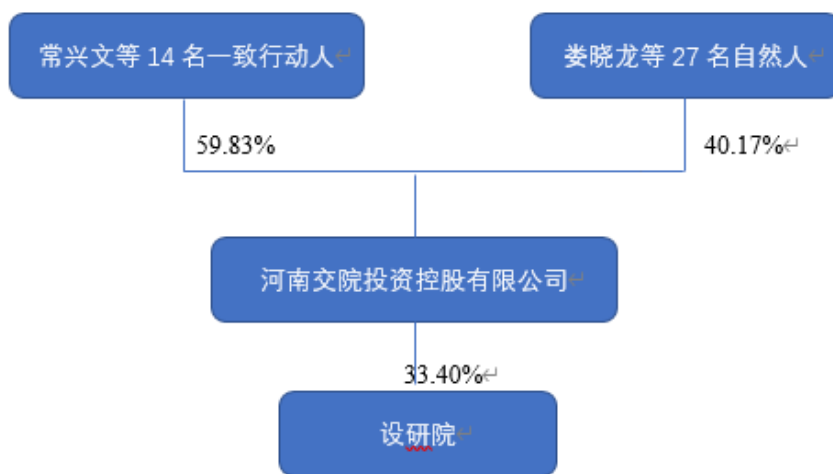 常兴文等 14 名一致行动人
娄晓龙等 27 名自然人
59.83%
40.17%
河南交院投资控股有限公司
33.40%
设研院